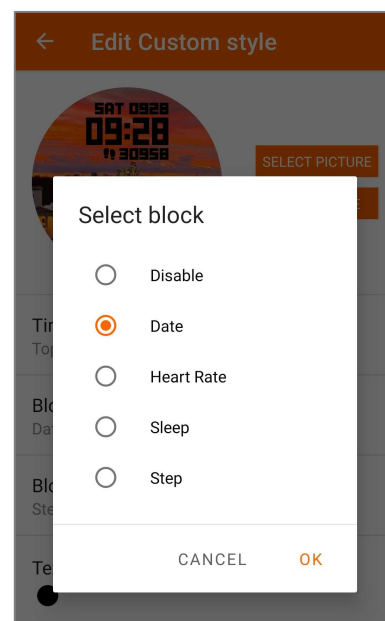 Edit Custom style
SAT 0928
09:28
30958
SELECT PICTURE
Select block
Disable
Date
Heart Rate
Sleep
Step
CANCEL
OK